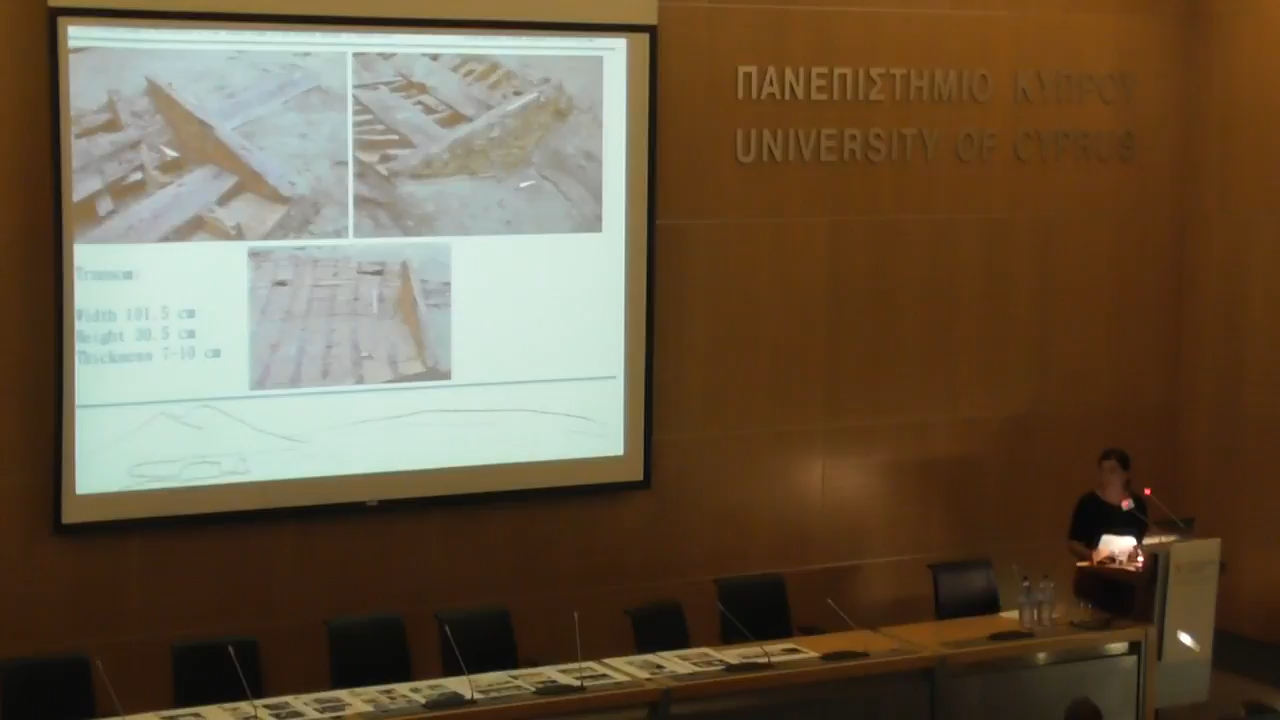 Transom
Width 101.5 cm
Height 30.5 cm
Thickness 7-10 cm
ΠΑΝΕΠΙΣΤΗΜΙΟ ΚΥΠΡΟΥ
UNIVERSITY OF CYPRUS